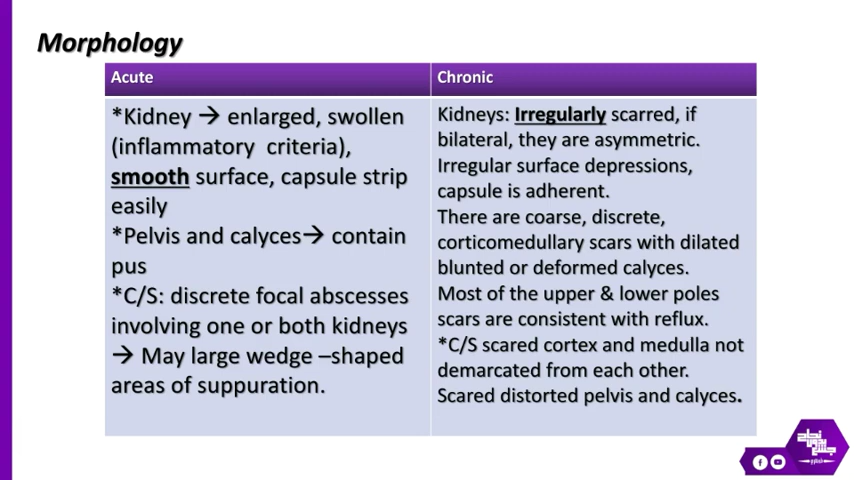 Morphology
Acute
*Kidney → enlarged, swollen
(inflammatory criteria),
smooth surface, capsule strip
easily
*Pelvis and calyces→ contain
pus
*C/S: discrete focal abscesses
involving one or both kidneys
→ May large wedge –shaped
areas of suppuration.
Chronic
Kidneys: Irregularly scarred, if
bilateral, they are asymmetric.
Irregular surface depressions,
capsule is adherent.
There are coarse, discrete,
corticomedullary scars with dilated
blunted or deformed calyces.
Most of the upper & lower poles
scars are consistent with reflux.
*C/S scared cortex and medulla not
demarcated from each other.
Scared distorted pelvis and calyces.